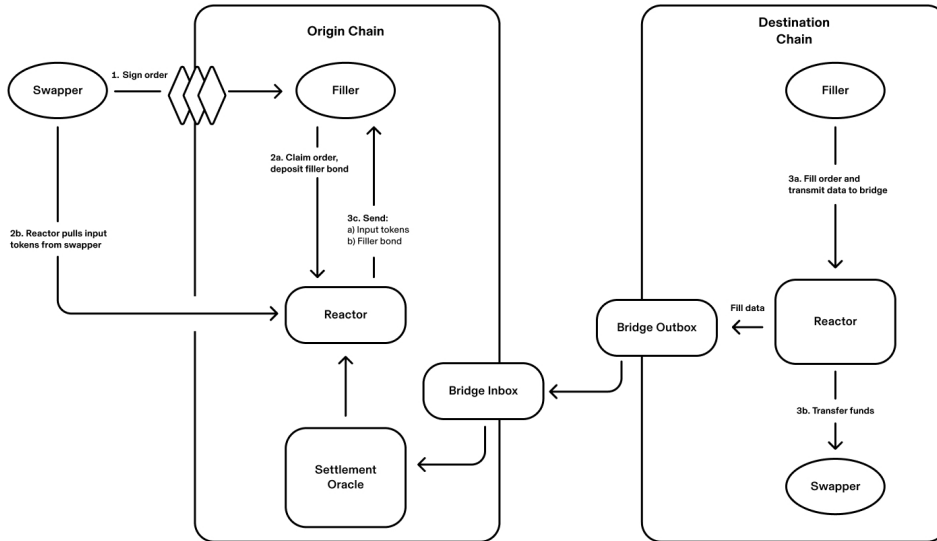 Origin Chain
Destination
Chain
Swapper
1. Sign order
Filler
Filler
2a. Claim order,
deposit filler bond
3a. Fill order and
transmit data to bridge
3c. Send:
a) Input tokens
b) Filler bond
2b. Reactor pulls input
tokens from swapper
Reactor
Bridge Outbox
Fill data
Reactor
Bridge Inbox
3b. Transfer funds
Settlement
Oracle
Swapper